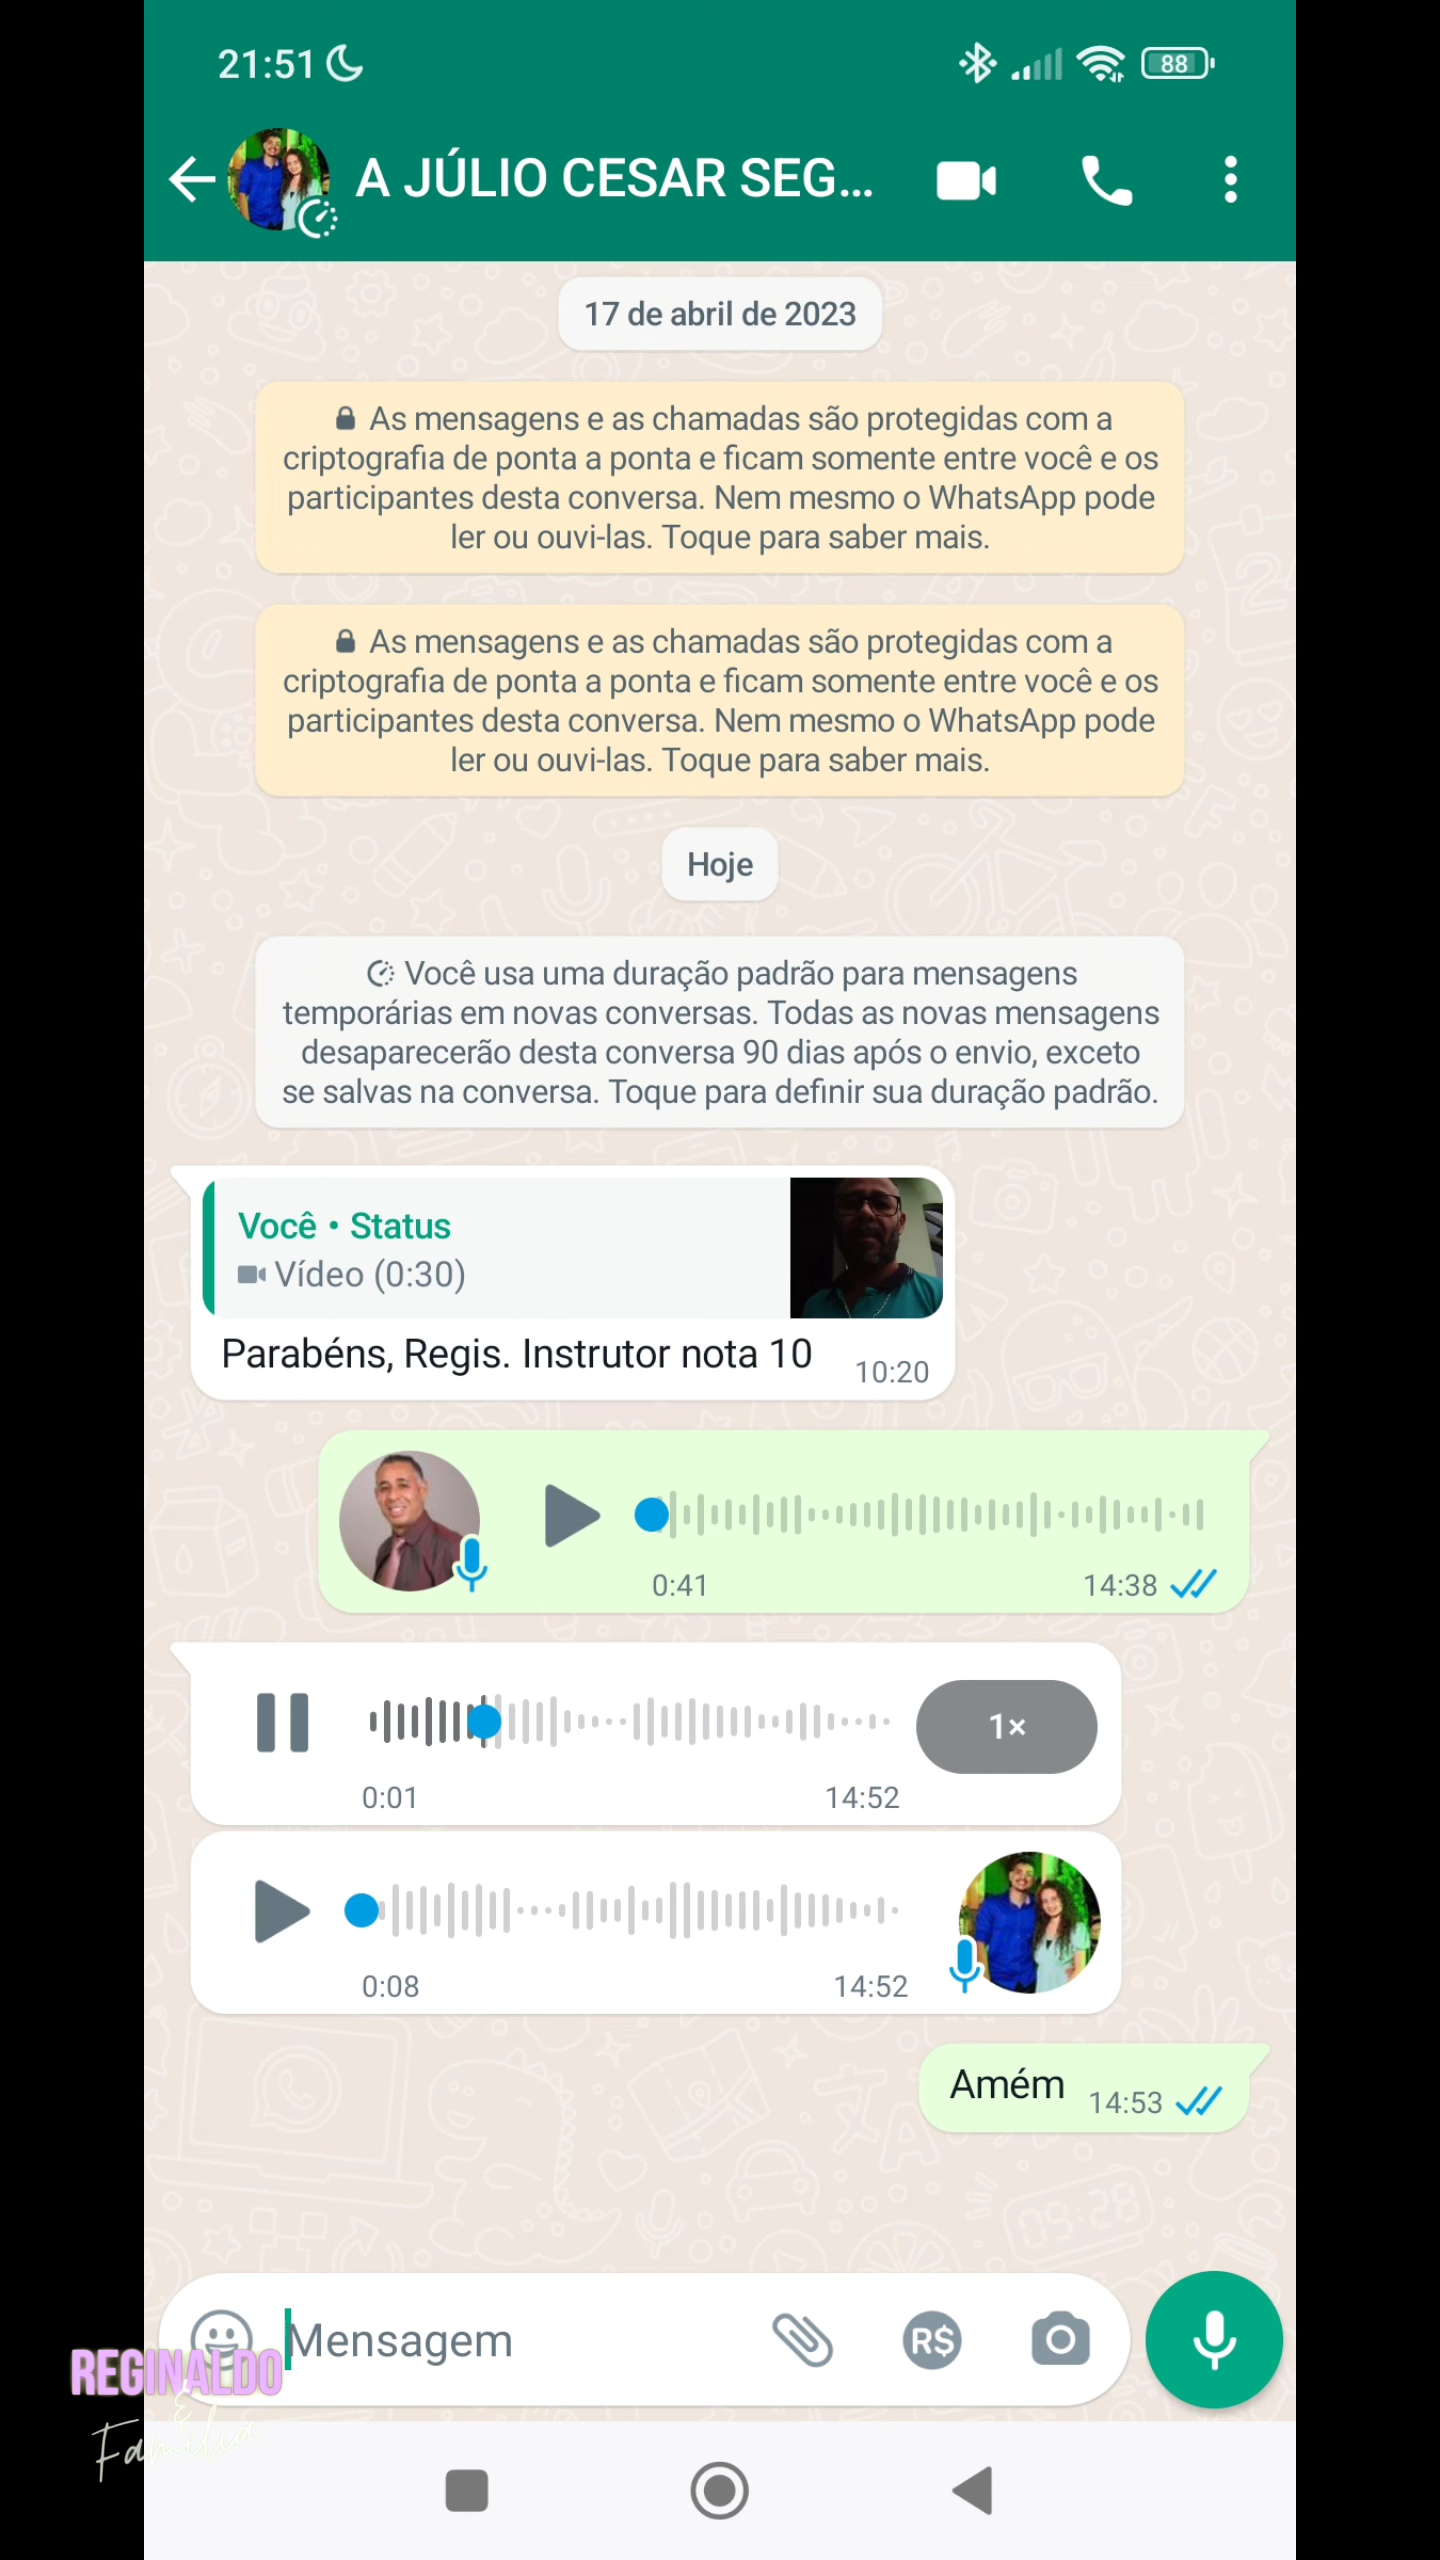 21:51
88
A JÚLIO CESAR SEG...
17 de abril de 2023
As mensagens e as chamadas são protegidas com a
criptografia de ponta a ponta e ficam somente entre você e os
participantes desta conversa. Nem mesmo o WhatsApp pode
ler ou ouvi-las. Toque para saber mais.
As mensagens e as chamadas são protegidas com a
criptografia de ponta a ponta e ficam somente entre você e os
participantes desta conversa. Nem mesmo o WhatsApp pode
ler ou ouvi-las. Toque para saber mais.
Hoje
Você usa uma duração padrão para mensagens
temporárias em novas conversas. Todas as novas mensagens
desaparecerão desta conversa 90 dias após o envio, exceto
se salvas na conversa. Toque para definir sua duração padrão.
Você • Status
Vídeo (0:30)
Parabéns, Regis. Instrutor nota 10
10:20
0:41
14:38
1×
0:01
14:52
0:08
14:52
Amém
14:53
Mensagem
R$
REGINALDO
&
Família